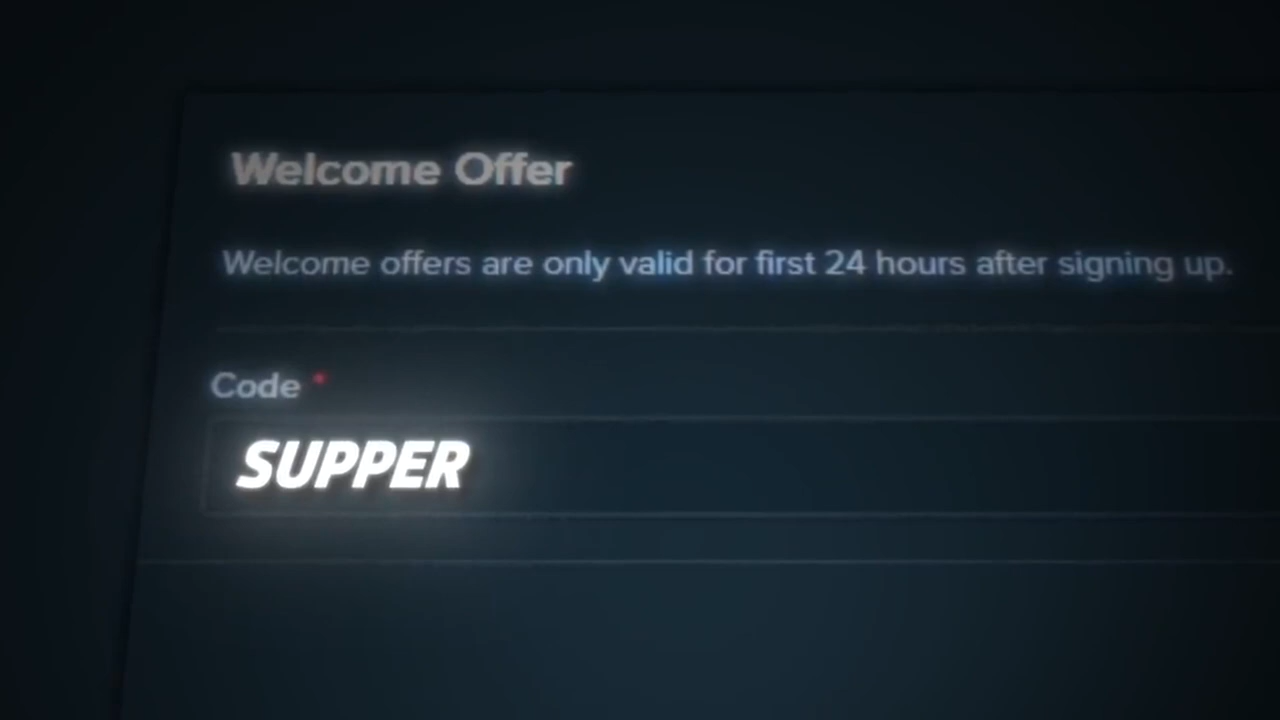 Welcome Offer
Welcome offers are only valid for first 24 hours after signing up.
Code *
SUPPER